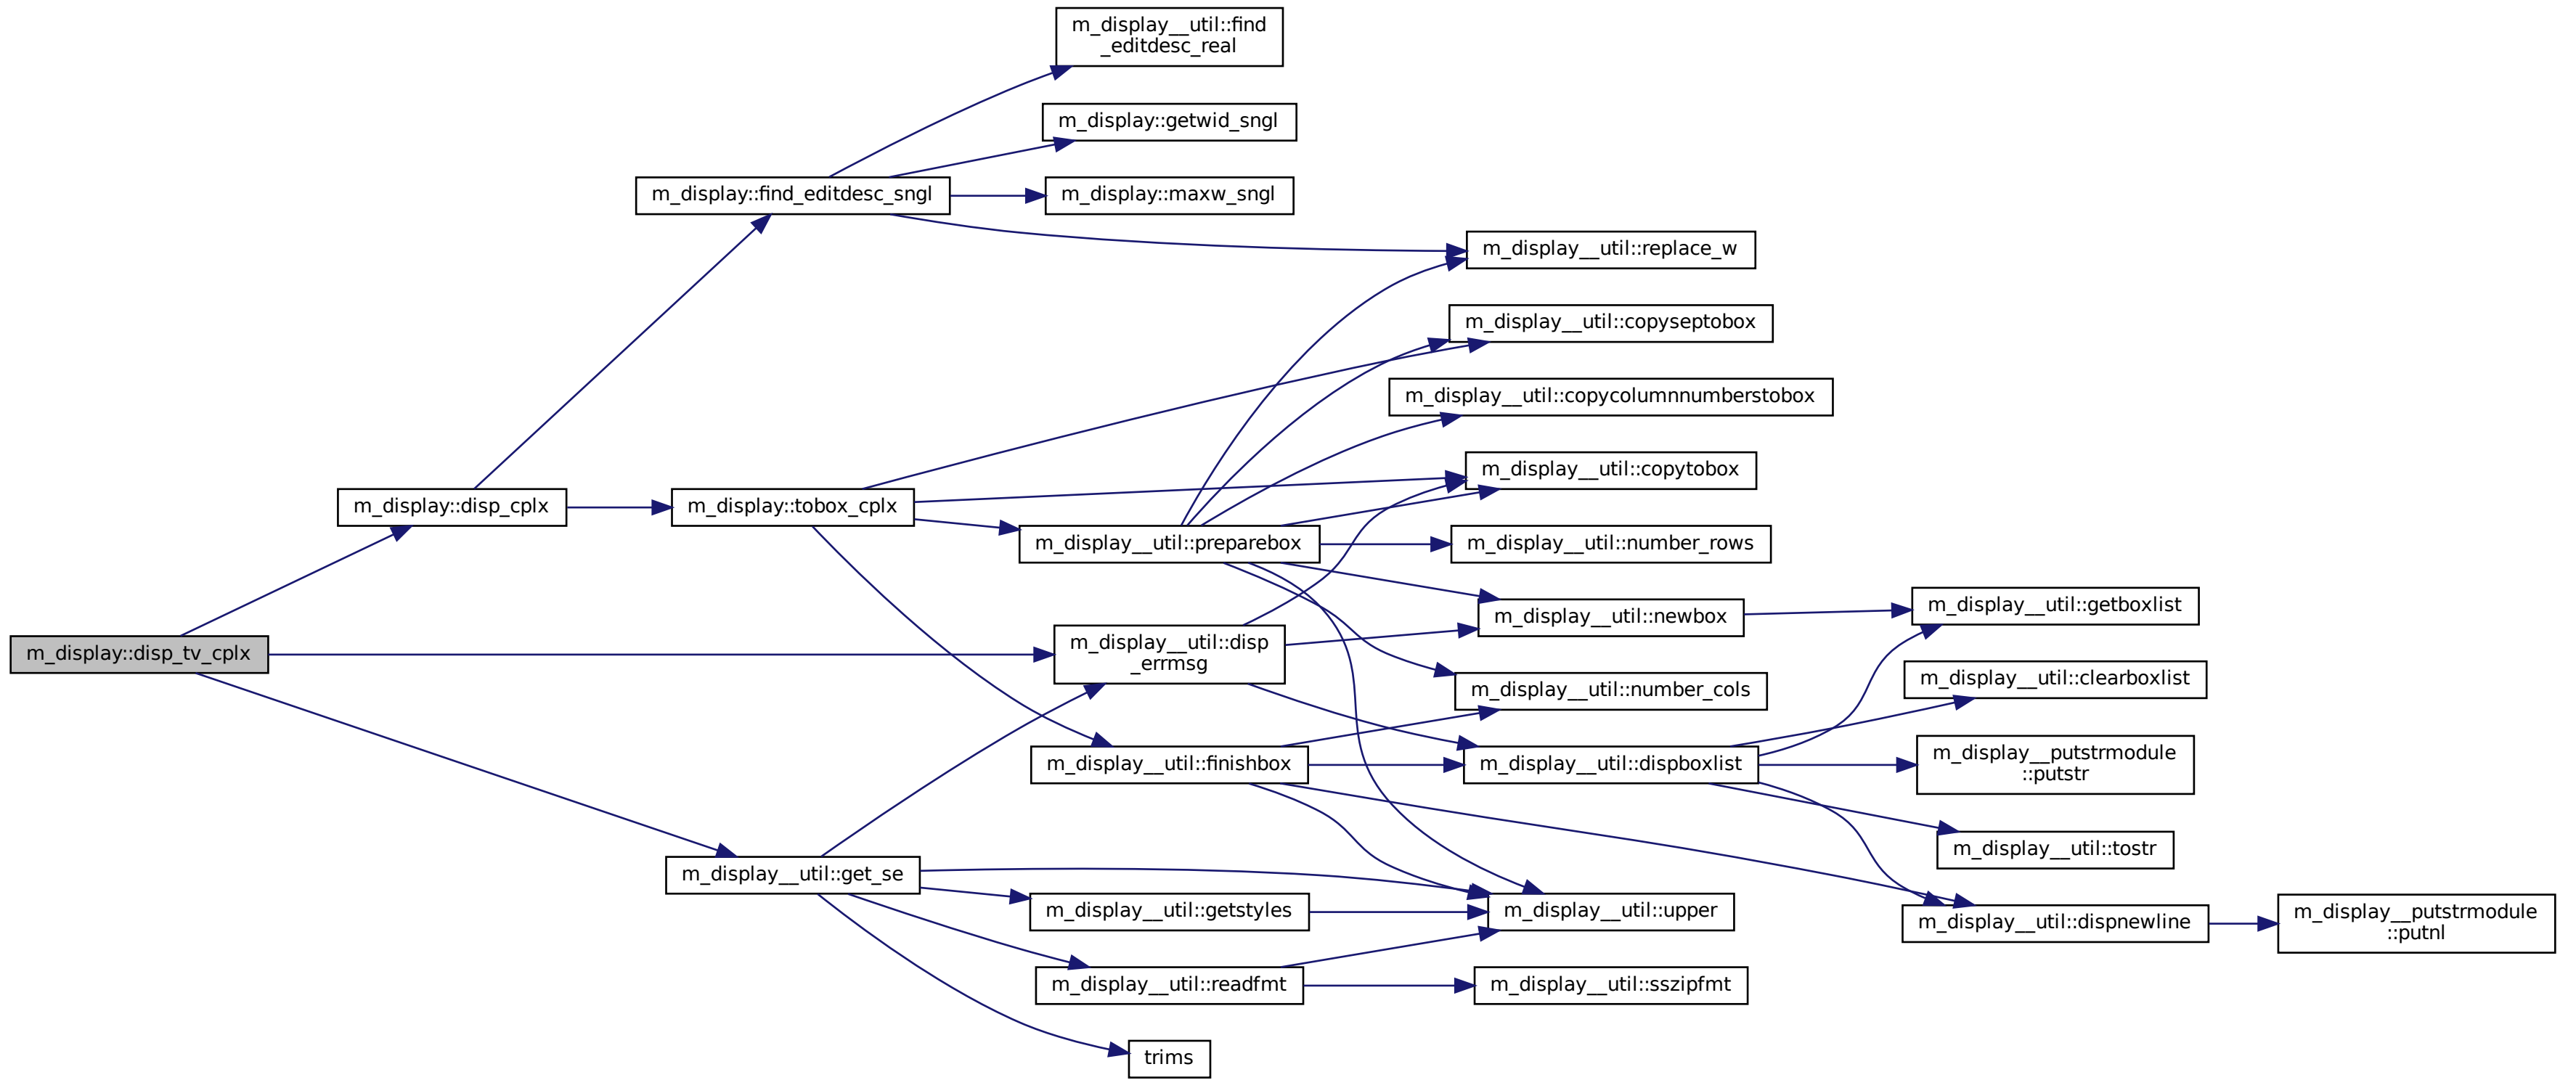 m_display__util::find
_editdesc_real
m_display::getwid_sngl
m_display::find_editdesc_sngl
m_display::maxw_sngl
m_display__util::replace_w
m_display__util::copyseptobox
m_display__util::copycolumnnumberstobox
m_display__util::copytobox
m_display::disp_cplx
m_display::tobox_cplx
m_display__util::preparebox
m_display__util::number_rows
m_display__util::newbox
m_display__util::getboxlist
m_display::disp_tv_cplx
m_display__util::disp
_errmsg
m_display__util::number_cols
m_display__util::clearboxlist
m_display__util::finishbox
m_display__util::dispboxlist
m_display__putstrmodule
::putstr
m_display__util::tostr
m_display__util::get_se
m_display__util::getstyles
m_display__util::upper
m_display__util::dispnewline
m_display__putstrmodule
::putnl
m_display__util::readfmt
m_display__util::sszipfmt
trims